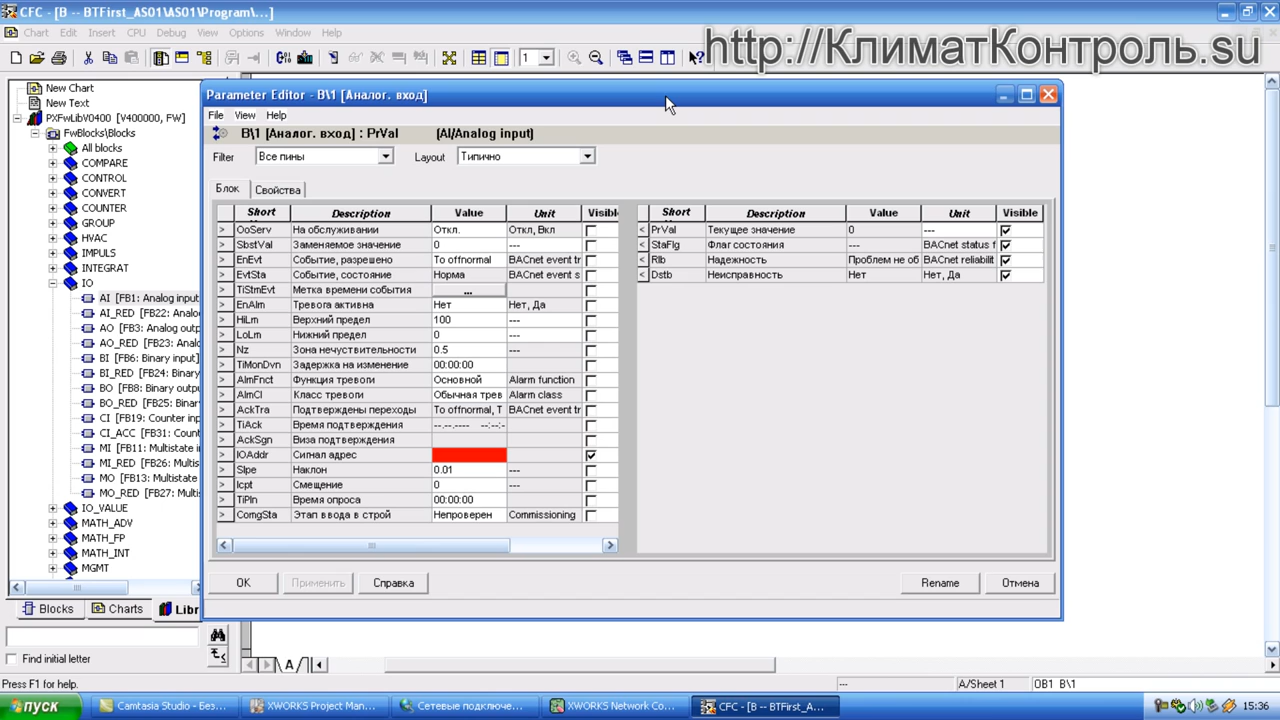 CFC - [B -- BTFirst_AS01\AS01\Program\...]
Chart Edit Insert CPU Debug View Options Window Help
http://КлиматКонтроль.su
1
New Chart
New Text
PXFwLibV0400 [V400000, FW]
FwBlocks\Blocks
All blocks
COMPARE
CONTROL
CONVERT
COUNTER
GROUP
HVAC
IMPULS
INTEGRAT
IO
AI [FB1: Analog input
AI_RED [FB22: Analo
AO [FB3: Analog outp
AO_RED [FB23: Analo
BI [FB6: Binary input]
BI_RED [FB24: Binary
BO [FB8: Binary outpu
BO_RED [FB25: Binary
CI [FB19: Counter inp
CI_ACC [FB31: Count
MI [FB11: Multistate i
MI_RED [FB26: Multis
MO [FB13: Multistate
MO_RED [FB27: Multis
IO_VALUE
MATH_ADV
MATH_FP
MATH_INT
MGMT
Blocks Charts Libr
Find initial letter
Parameter Editor - B\1 [Аналог. вход]
File View Help
B\1 [Аналог. вход] : PrVal (AI/Analog input)
Filter Все пины Layout Типично
Блок Свойства
Short Description Value Unit Visibl
> OoServ На обслуживании Откл. Откл, Вкл
> SbstVal Заменяемое значение 0 ---
> EnEvt Событие, разрешено To offnormal BACnet event tr
> EvtSta Событие, состояние Норма BACnet event s
> TiStmEvt Метка времени события ...
> EnAlm Тревога активна Нет Нет, Да
> HiLm Верхний предел 100 ---
> LoLm Нижний предел 0 ---
> Nz Зона нечуствительности 0.5 ---
> TiMonDvn Задержка на изменение 00:00:00
> AlmFnct Функция тревоги Основной Alarm function
> AlmCl Класс тревоги Обычная трев Alarm class
> AckTra Подтверждены переходы To offnormal, T BACnet event tr
> TiAck Время подтверждения --.--.---- --:--:-
> AckSgn Виза подтверждения
> IOAddr Сигнал адрес
> Slpe Наклон 0.01 ---
> Icpt Смещение 0 ---
> TiPln Время опроса 00:00:00
> ComgSta Этап ввода в строй Непроверен Commissioning
Short Description Value Unit Visible
< PrVal Текущее значение 0 ---
< StaFlg Флаг состояния --- BACnet status f
< Rlb Надежность Проблем не об BACnet reliabilit
< Dstb Неисправность Нет Нет, Да
OK Применить Справка Rename Отмена
A
Press F1 for help. --- A/Sheet 1 OB1 B\1
пуск Camtasia Studio - Без... XWORKS Project Man... Сетевые подключе... XWORKS Network Co... CFC - [B -- BTFirst_A... 15:36